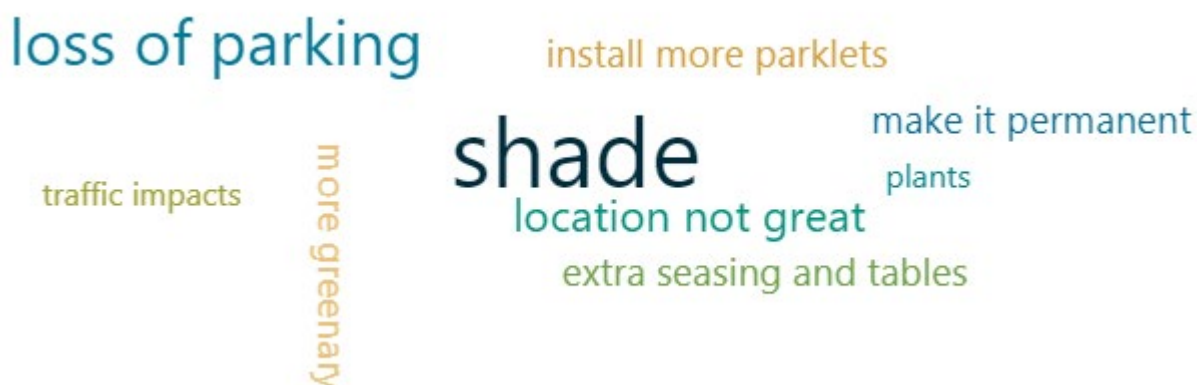 loss of parking
install more parklets
shade
make it permanent
traffic impacts
more greenary
plants
location not great
extra seasing and tables